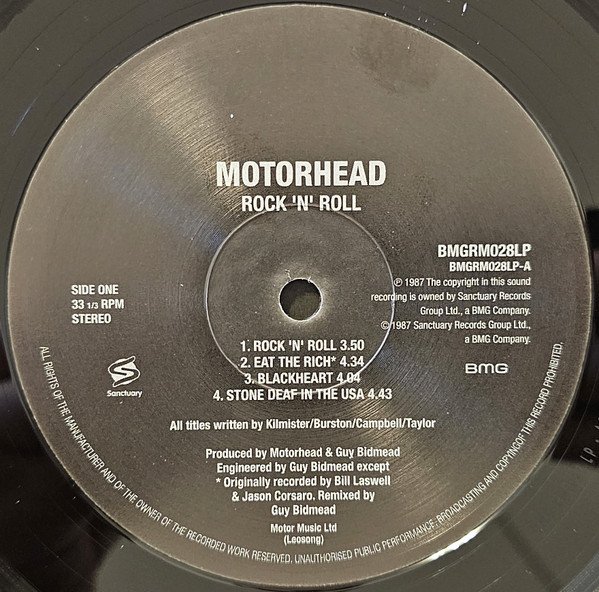 MOTORHEAD
ROCK 'N' ROLL
BMGRM028LP
BMGRM028LP-A
SIDE ONE
33 1/3 RPM
STEREO
℗ 1987 The copyright in this sound
recording is owned by Sanctuary Records
Group Ltd., a BMG Company.
© 1987 Sanctuary Records Group Ltd.,
a BMG Company.
1. ROCK 'N' ROLL 3.50
2. EAT THE RICH* 4.34
3. BLACKHEART 4.04
4. STONE DEAF IN THE USA 4.43
Sanctuary
BMG
All titles written by Kilmister/Burston/Campbell/Taylor
Produced by Motorhead & Guy Bidmead
Engineered by Guy Bidmead except
* Originally recorded by Bill Laswell
& Jason Corsaro. Remixed by
Guy Bidmead
Motor Music Ltd
(Leosong)
ALL RIGHTS OF THE MANUFACTURER AND OF THE OWNER OF THE RECORDED WORK RESERVED. UNAUTHORISED PUBLIC PERFORMANCE, BROADCASTING AND COPYING OF THIS RECORD PROHIBITED.